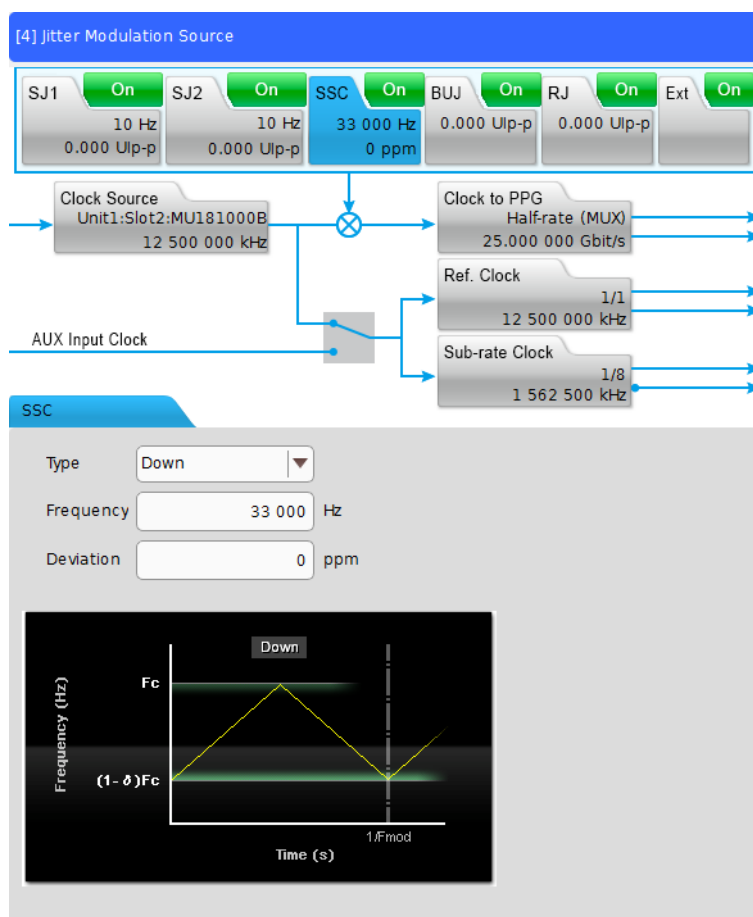 [4] Jitter Modulation Source
SJ1 On SJ2 On SSC On BUJ On RJ On Ext On
10 Hz 10 Hz 33 000 Hz 0.000 UIp-p 0.000 UIp-p
0.000 UIp-p 0.000 UIp-p 0 ppm
Clock Source
Unit1:Slot2:MU181000B
12 500 000 kHz
Clock to PPG
Half-rate (MUX)
25.000 000 Gbit/s
Ref. Clock
1/1
12 500 000 kHz
AUX Input Clock
Sub-rate Clock
1/8
1 562 500 kHz
SSC
Type Down
Frequency 33 000 Hz
Deviation 0 ppm
Down
Frequency (Hz)
Fc
(1-δ)Fc
1/Fmod
Time (s)